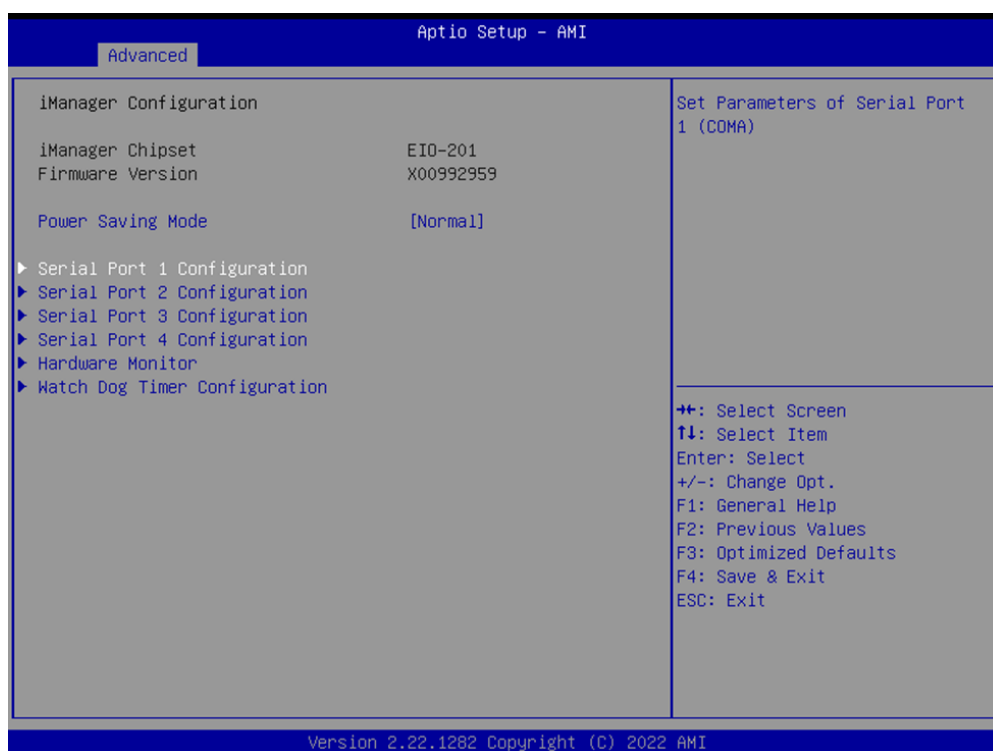 Aptio Setup – AMI
Advanced
iManager Configuration
iManager Chipset EIO-201
Firmware Version X00992959
Power Saving Mode [Normal]
Serial Port 1 Configuration
Serial Port 2 Configuration
Serial Port 3 Configuration
Serial Port 4 Configuration
Hardware Monitor
Watch Dog Timer Configuration
Set Parameters of Serial Port
1 (COMA)
→←: Select Screen
↑↓: Select Item
Enter: Select
+/-: Change Opt.
F1: General Help
F2: Previous Values
F3: Optimized Defaults
F4: Save & Exit
ESC: Exit
Version 2.22.1282 Copyright (C) 2022 AMI